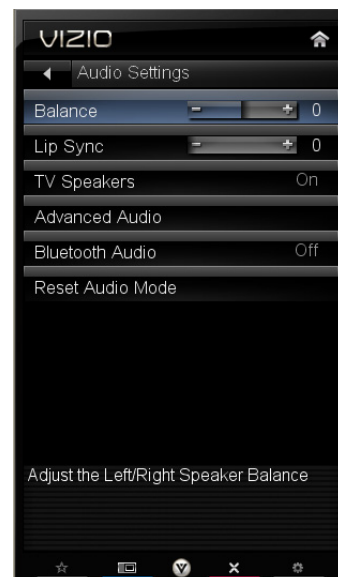 VIZIO
Audio Settings
Balance - + 0
Lip Sync - + 0
TV Speakers On
Advanced Audio
Bluetooth Audio Off
Reset Audio Mode
Adjust the Left/Right Speaker Balance
V